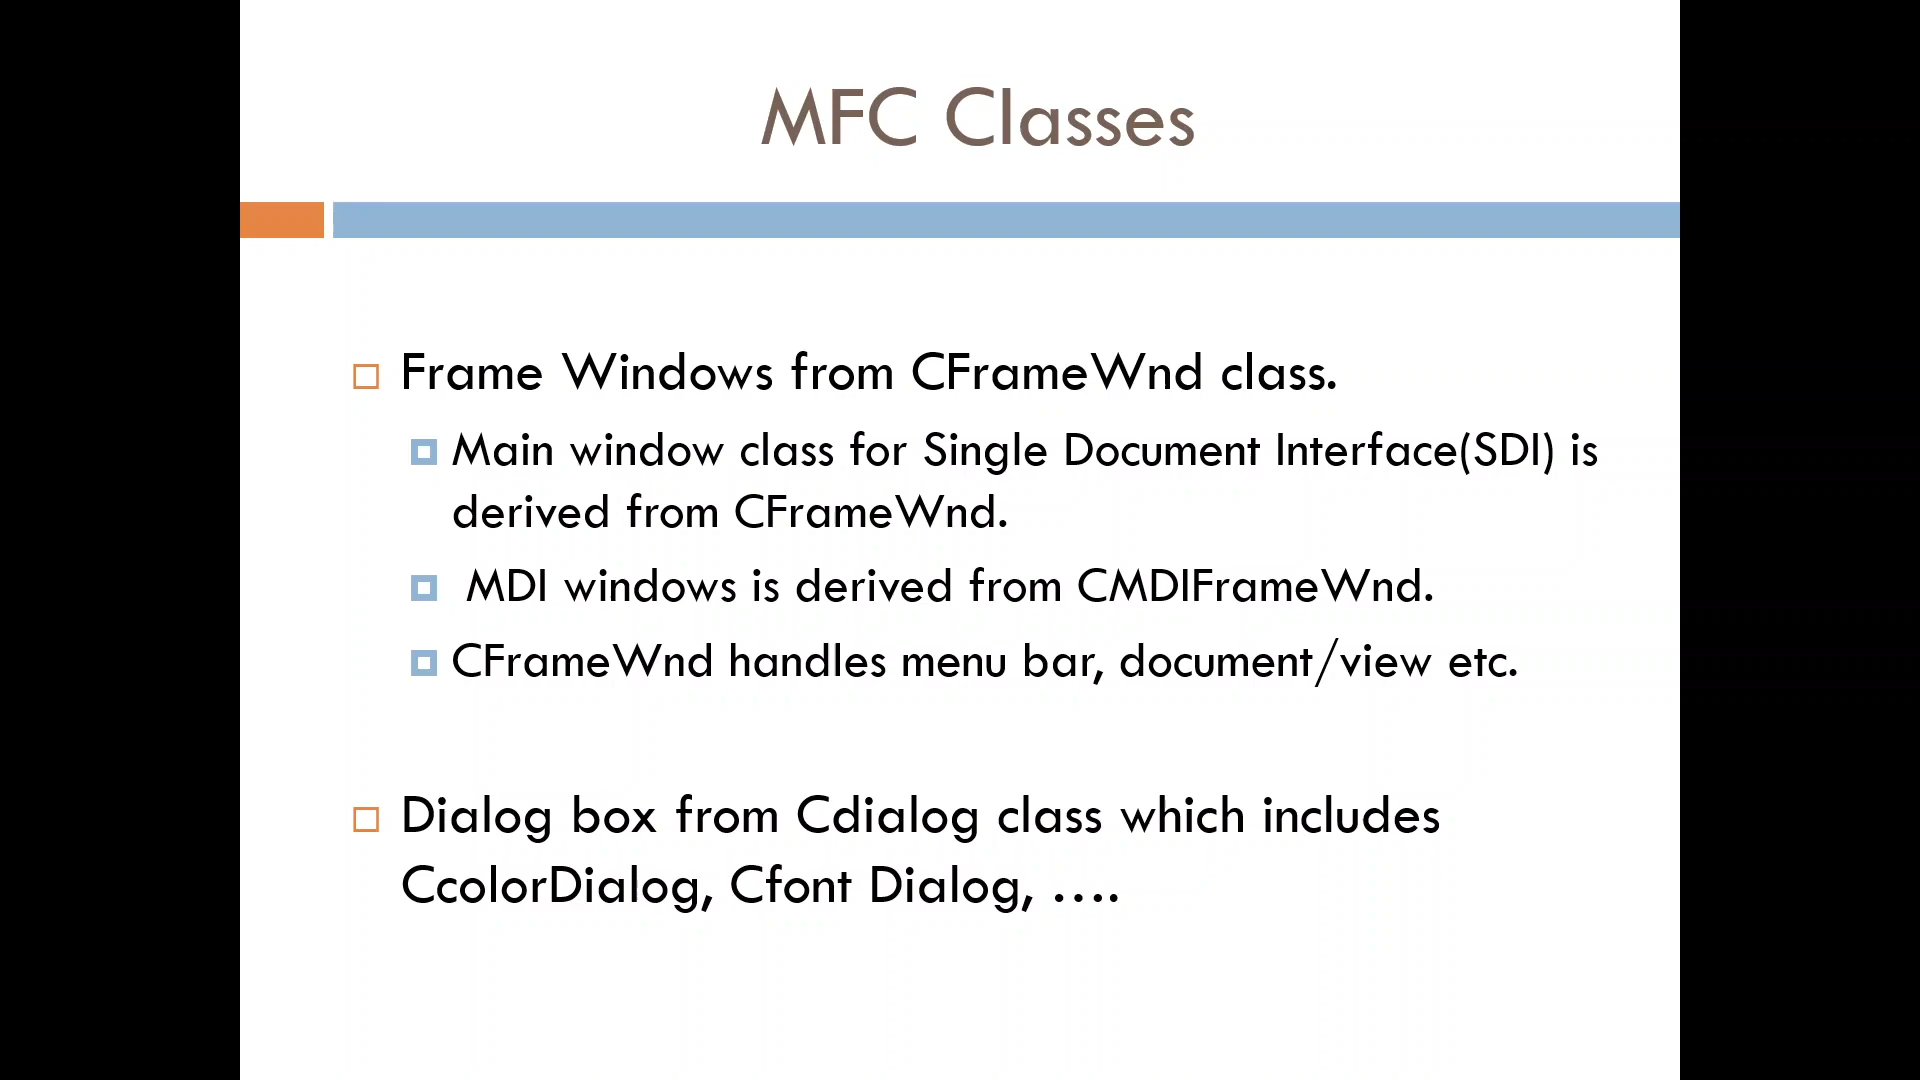 MFC Classes
Frame Windows from CFrameWnd class.
Main window class for Single Document Interface(SDI) is
derived from CFrameWnd.
MDI windows is derived from CMDIFrameWnd.
CFrameWnd handles menu bar, document/view etc.
Dialog box from Cdialog class which includes
CcolorDialog, Cfont Dialog, ....